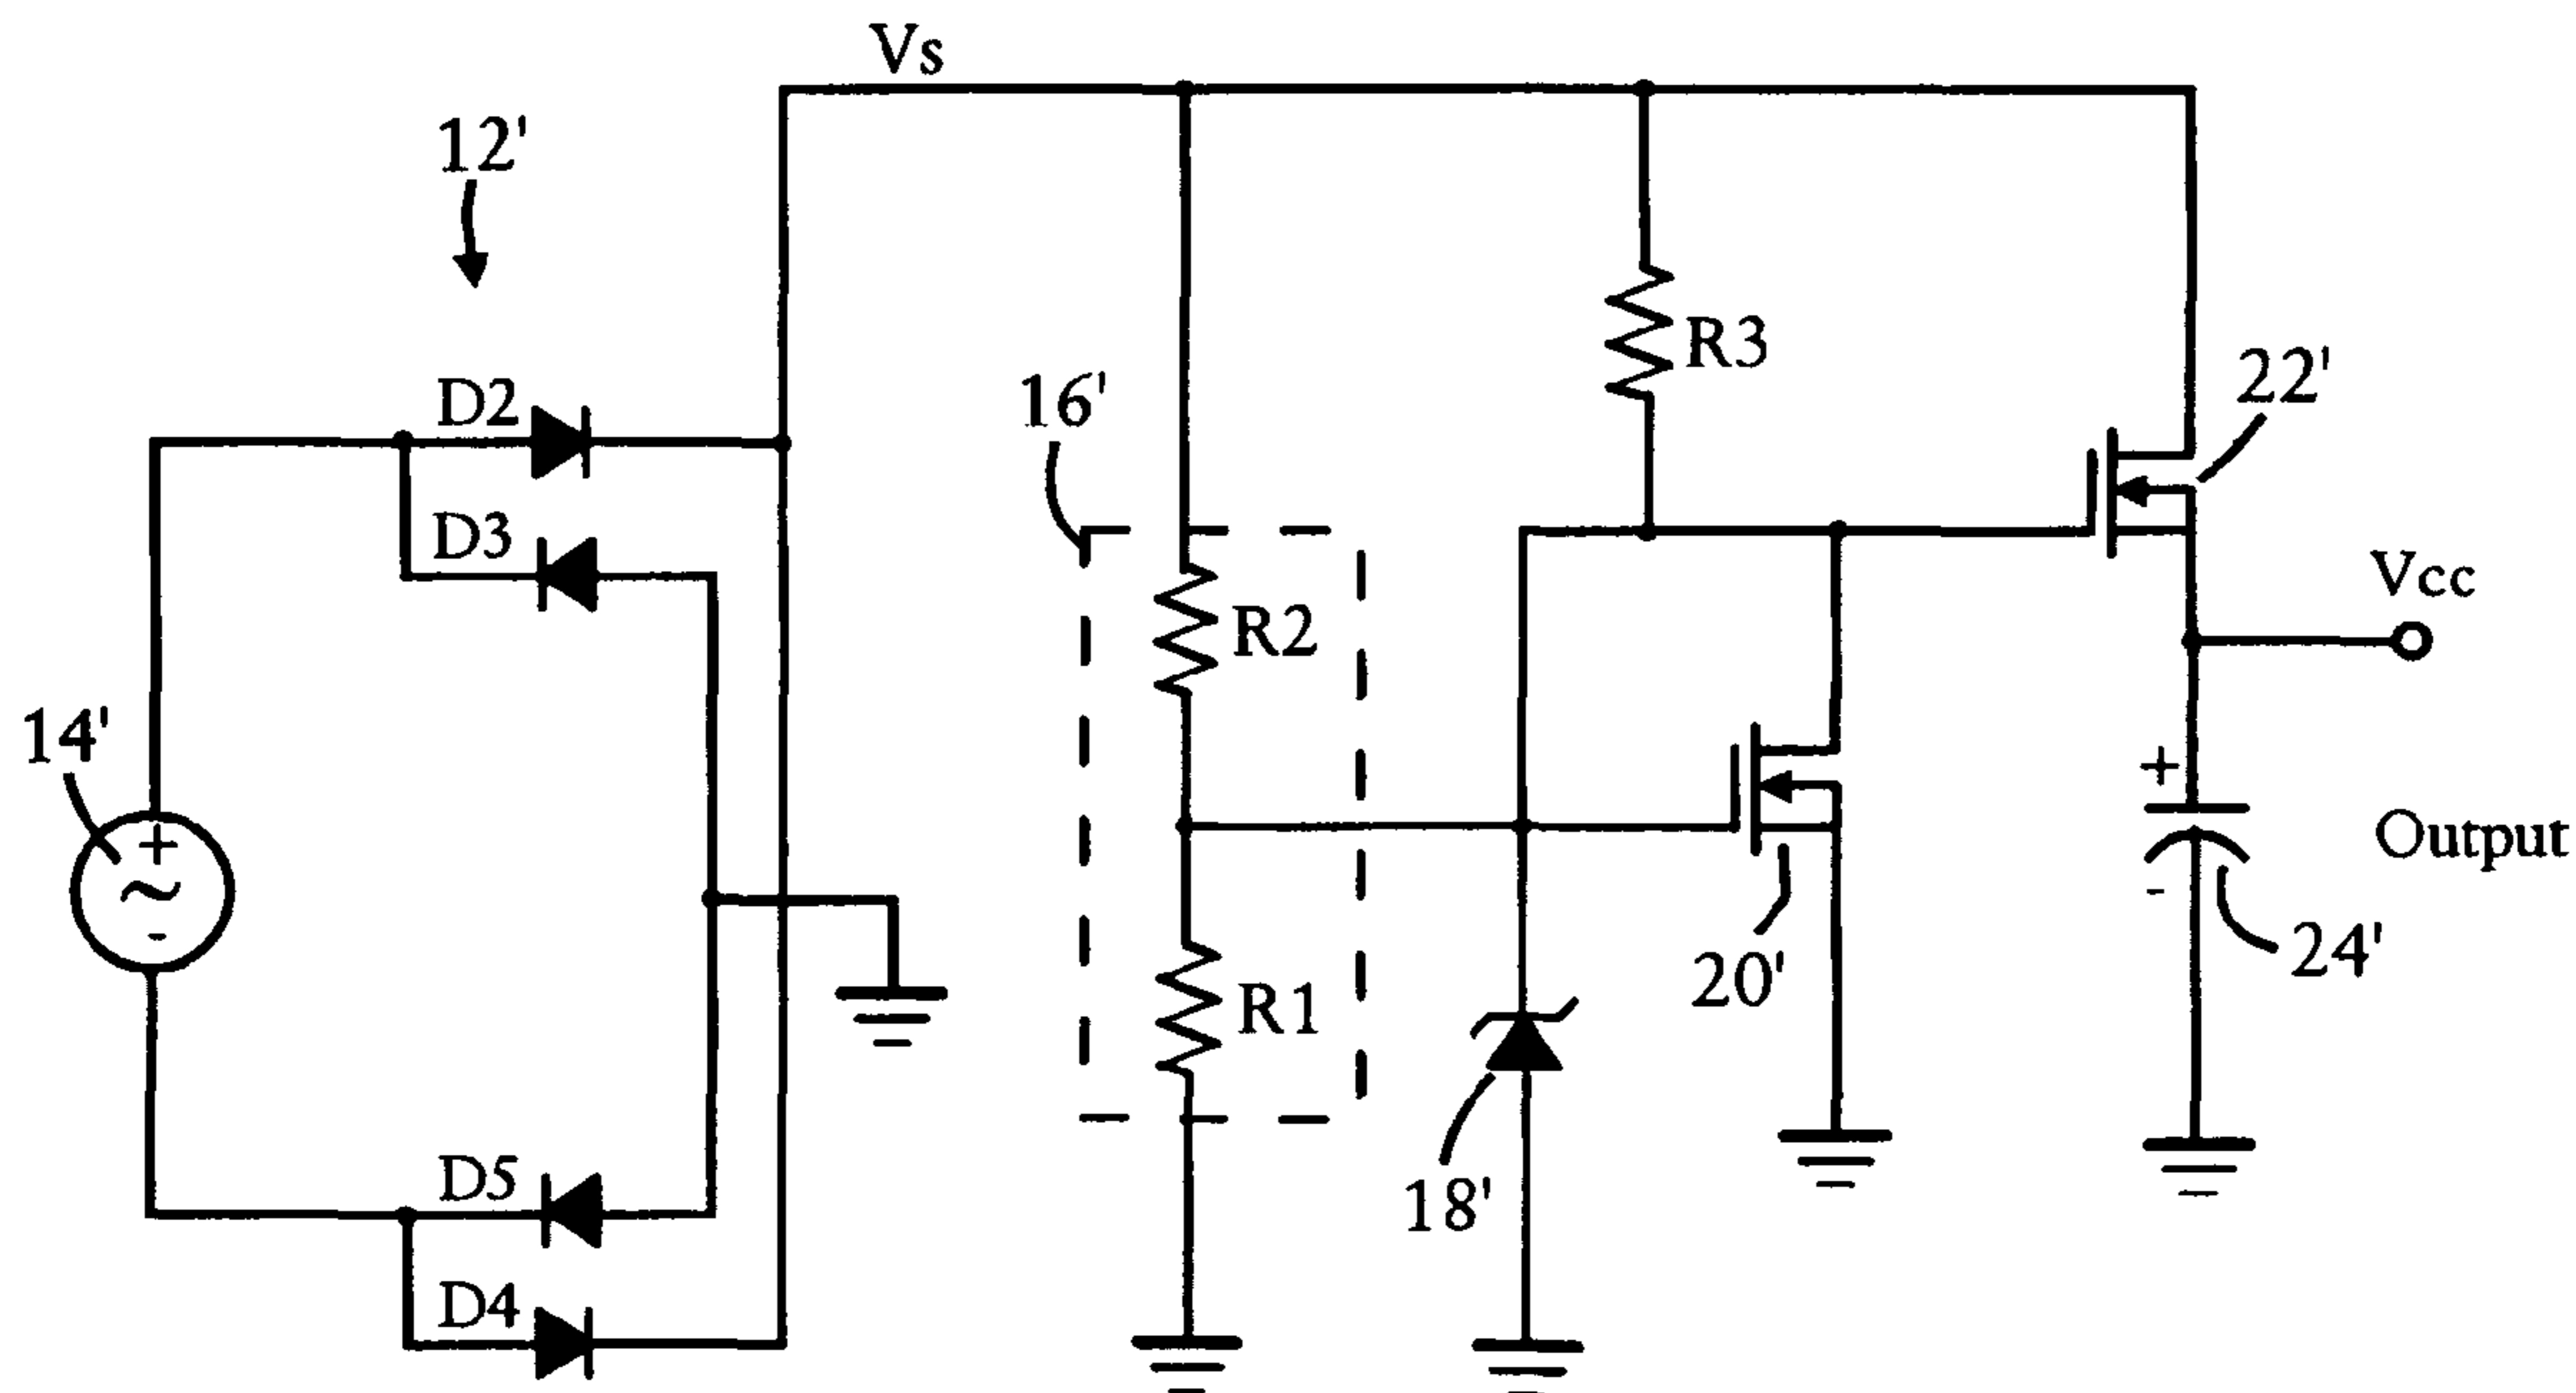 Vs
12'
D2
D3
14'
+
~
-
D5
D4
16'
R2
R1
R3
22'
Vcc
20'
18'
+
-
Output
24'